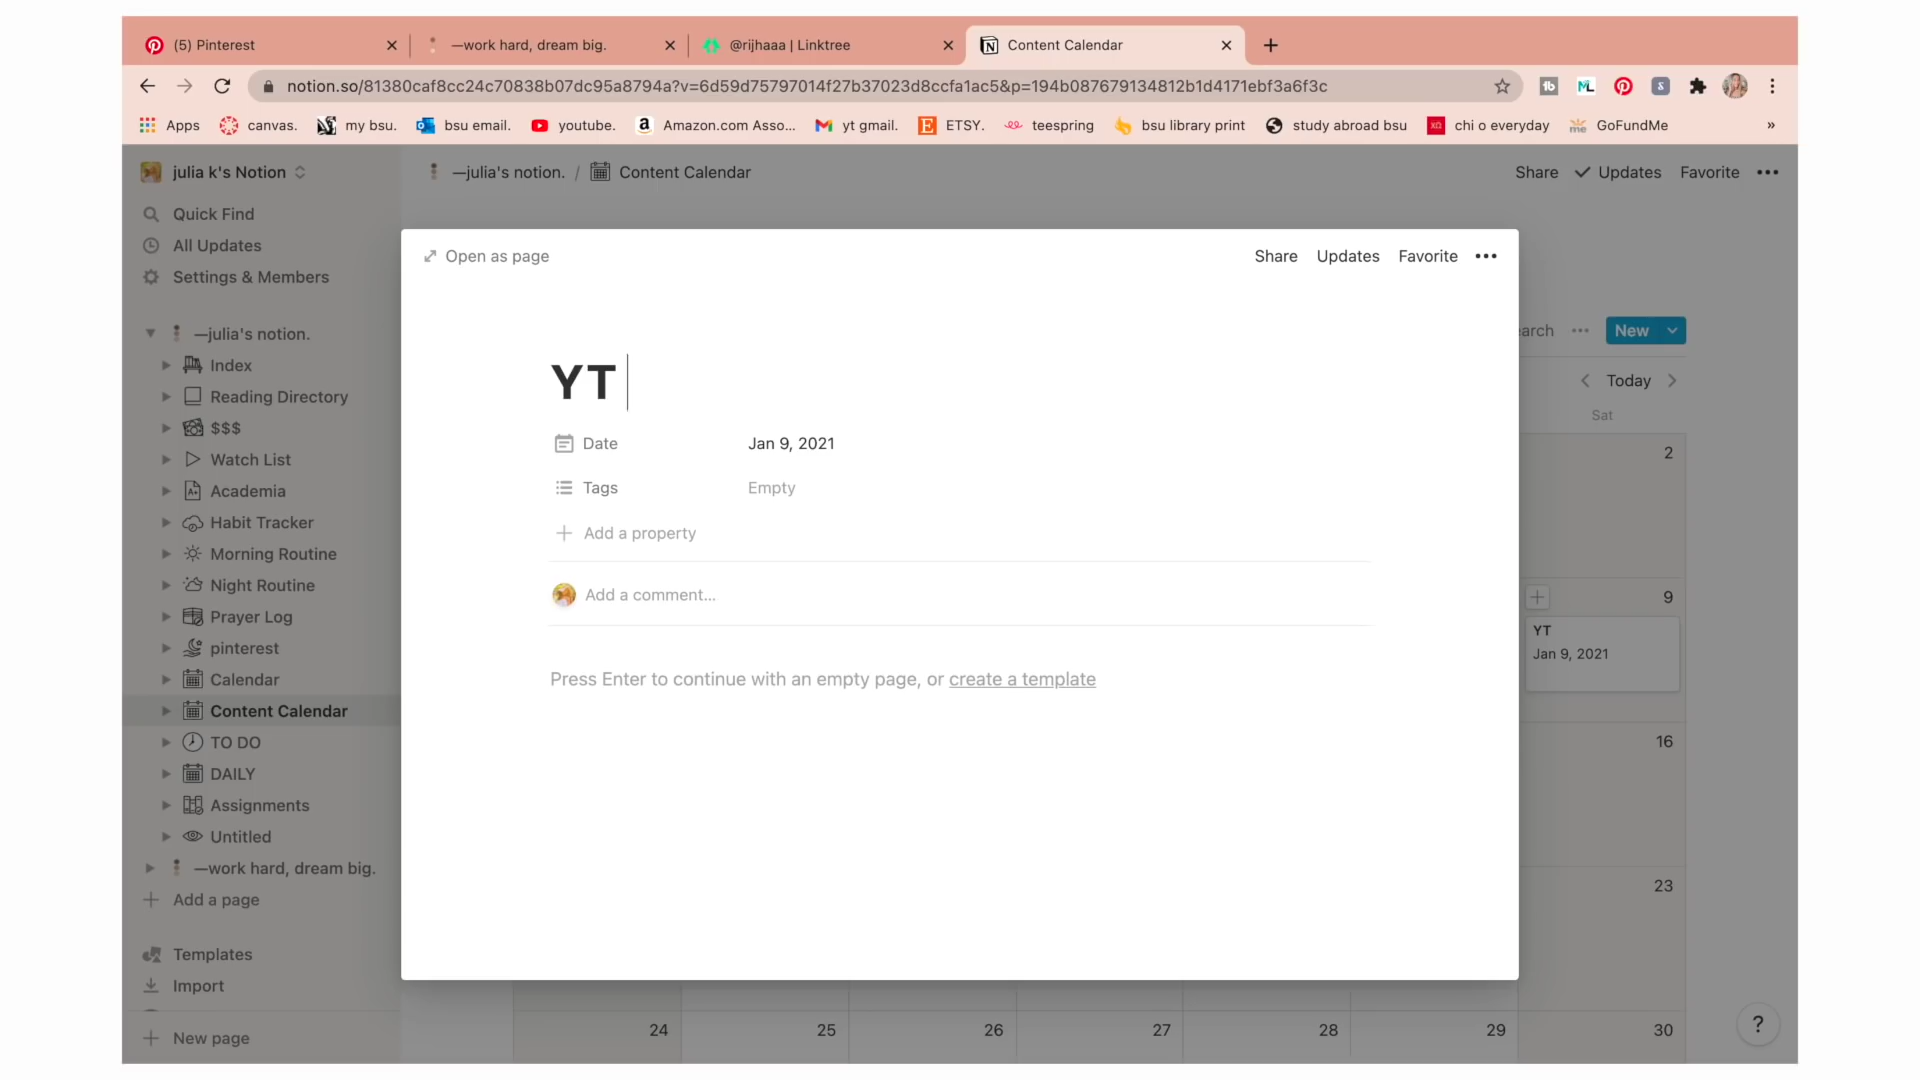 (5) Pinterest
—work hard, dream big.
@rijhaaa | Linktree
Content Calendar
notion.so/81380caf8cc24c70838b07dc95a8794a?v=6d59d75797014f27b37023d8ccfa1ac5&p=194b087679134812b1d4171ebf3a6f3c
Apps
canvas.
my bsu.
bsu email.
youtube.
Amazon.com Asso...
yt gmail.
ETSY.
teespring
bsu library print
study abroad bsu
chi o everyday
GoFundMe
»
julia k's Notion
—julia's notion. / Content Calendar
Share
Updates
Favorite
Quick Find
All Updates
Settings & Members
—julia's notion.
Index
Reading Directory
$$$
Watch List
Academia
Habit Tracker
Morning Routine
Night Routine
Prayer Log
pinterest
Calendar
Content Calendar
TO DO
DAILY
Assignments
Untitled
—work hard, dream big.
Add a page
Templates
Import
New page
Open as page
Share
Updates
Favorite
YT
Date
Jan 9, 2021
Tags
Empty
Add a property
Add a comment...
Press Enter to continue with an empty page, or create a template
earch
New
Today
Sat
2
9
YT
Jan 9, 2021
16
23
24
25
26
27
28
29
30
?